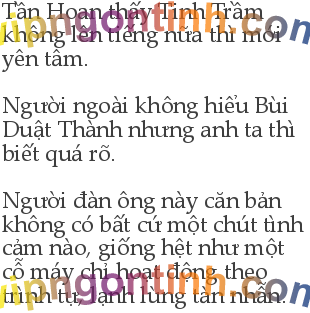 Tần Hoan thấy Tinh Trầm
không lên tiếng nữa thì mới
yên tâm.
Người ngoài không hiểu Bùi
Duật Thành nhưng anh ta thì
biết quá rõ.
Người đàn ông này căn bản
không có bất cứ một chút tình
cảm nào, giống hệt như một
cỗ máy chỉ hoạt động theo
trình tự, lạnh lùng tàn nhẫn.